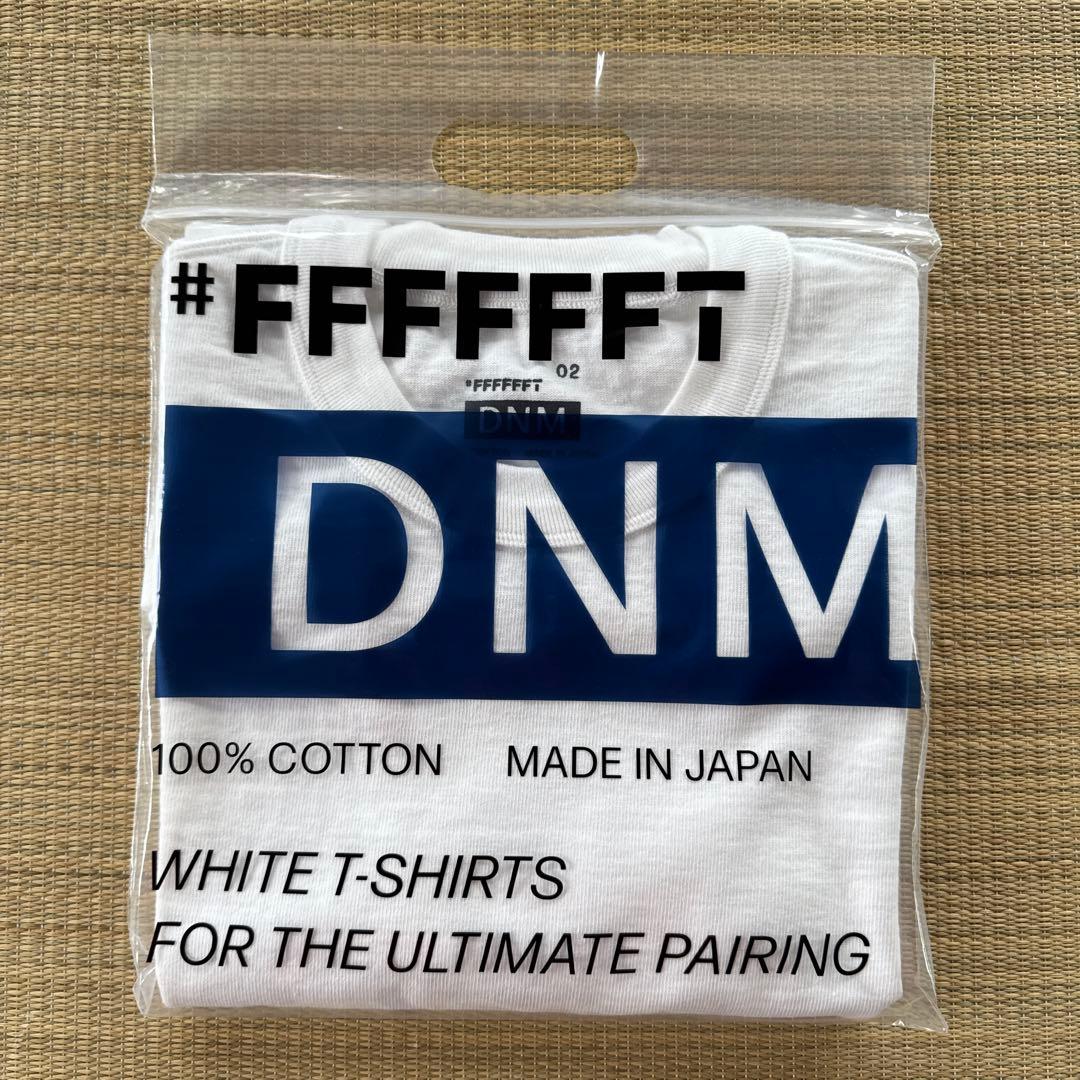 #FFFFFFT
02
#FFFFFFT
DNM
DNM
100% COTTON MADE IN JAPAN
WHITE T-SHIRTS
FOR THE ULTIMATE PAIRING